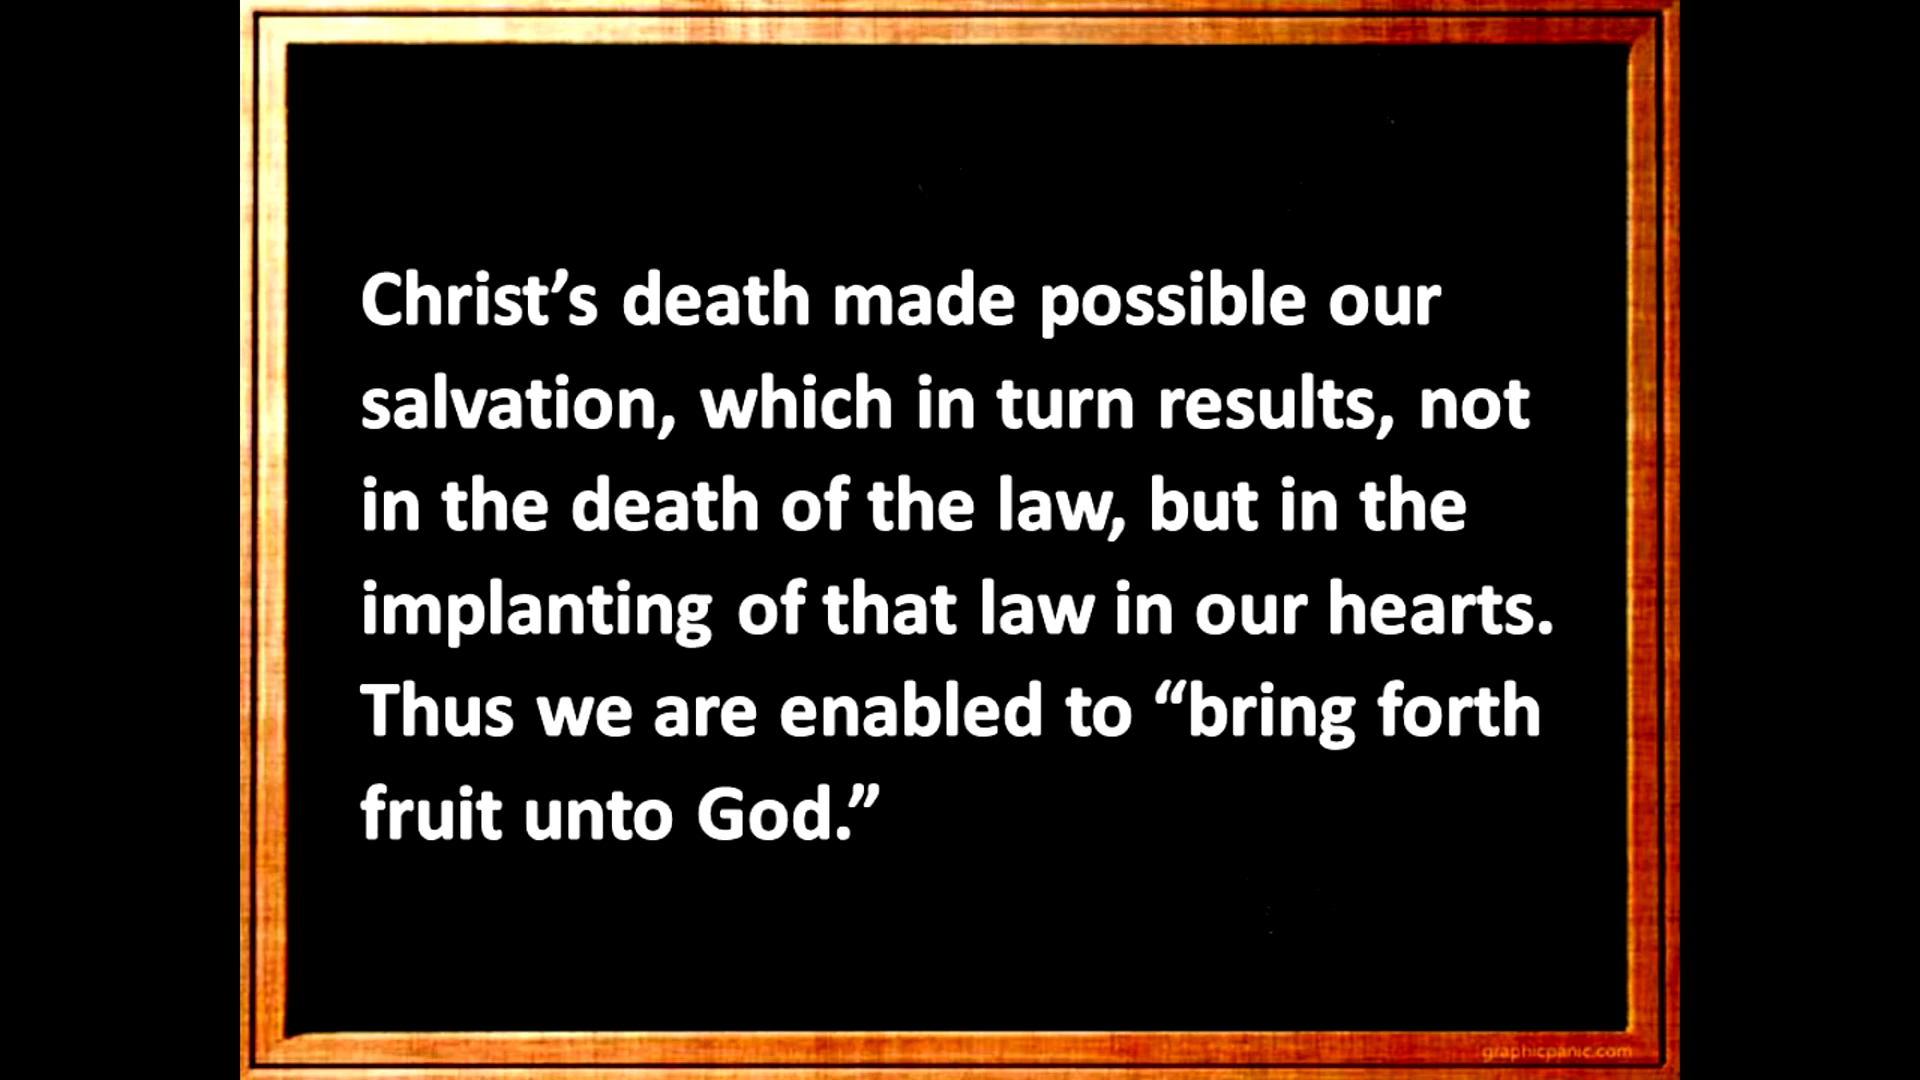 Christ’s death made possible our
salvation, which in turn results, not
in the death of the law, but in the
implanting of that law in our hearts.
Thus we are enabled to “bring forth
fruit unto God.”
graphicpanic.com